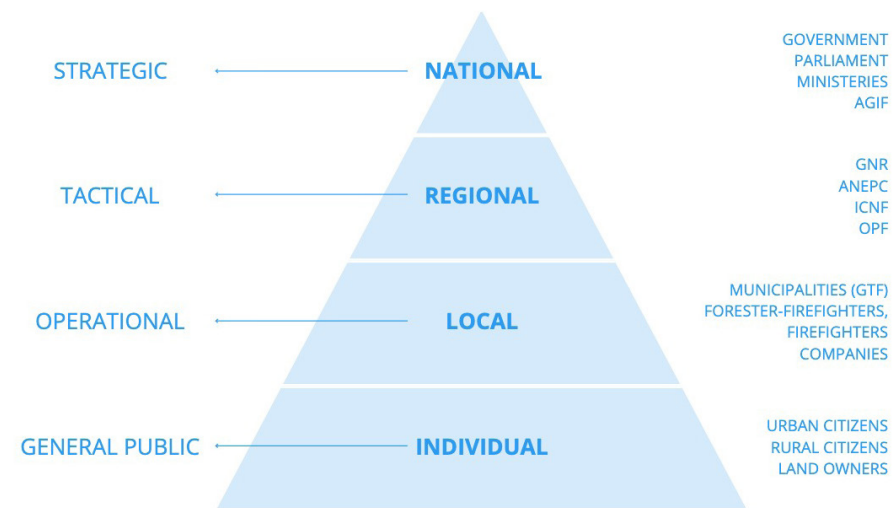 STRATEGIC
NATIONAL
GOVERNMENT
PARLIAMENT
MINISTERIES
AGIF
TACTICAL
REGIONAL
GNR
ANEPC
ICNF
OPF
OPERATIONAL
LOCAL
MUNICIPALITIES (GTF)
FORESTER-FIREFIGHTERS,
FIREFIGHTERS
COMPANIES
GENERAL PUBLIC
INDIVIDUAL
URBAN CITIZENS
RURAL CITIZENS
LAND OWNERS